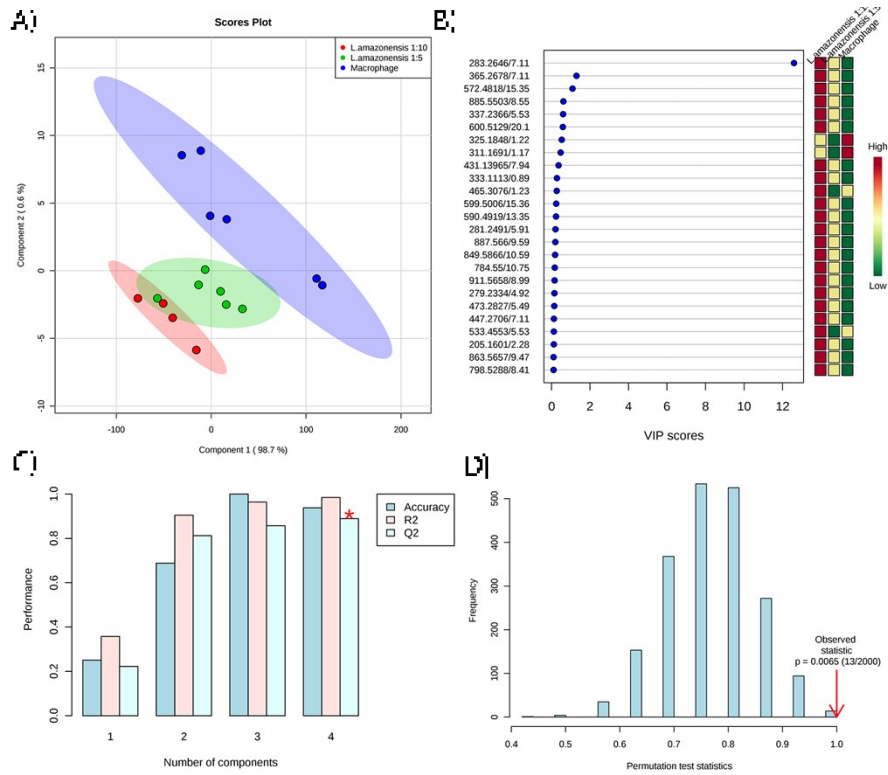 A)
Scores Plot
L.amazonensis 1:10
L.amazonensis 1:5
Macrophage
Component 2 ( 0.6 %)
15
10
5
0
-5
-10
-100
0
100
200
Component 1 ( 98.7 %)
B)
Macrophage
283.2646/7.11
365.2678/7.11
572.4818/15.35
885.5503/8.55
337.2366/5.53
600.5129/20.1
325.1848/1.22
311.1691/1.17
431.13965/7.94
333.1113/0.89
465.3076/1.23
599.5006/15.36
590.4919/13.35
281.2491/5.91
887.566/9.59
849.5866/10.59
784.55/10.75
911.5658/8.99
279.2334/4.92
473.2827/5.49
447.2706/7.11
533.4553/5.53
205.1601/2.28
863.5657/9.47
798.5288/8.41
0
2
4
6
8
10
12
VIP scores
High
Low
C)
Performance
1.0
0.8
0.6
0.4
0.2
0.0
1
2
3
4
Number of components
Accuracy
R2
Q2
*
D)
Frequency
500
400
300
200
100
0
0.4
0.5
0.6
0.7
0.8
0.9
1.0
Permutation test statistics
Observed
statistic
p = 0.0065 (13/2000)